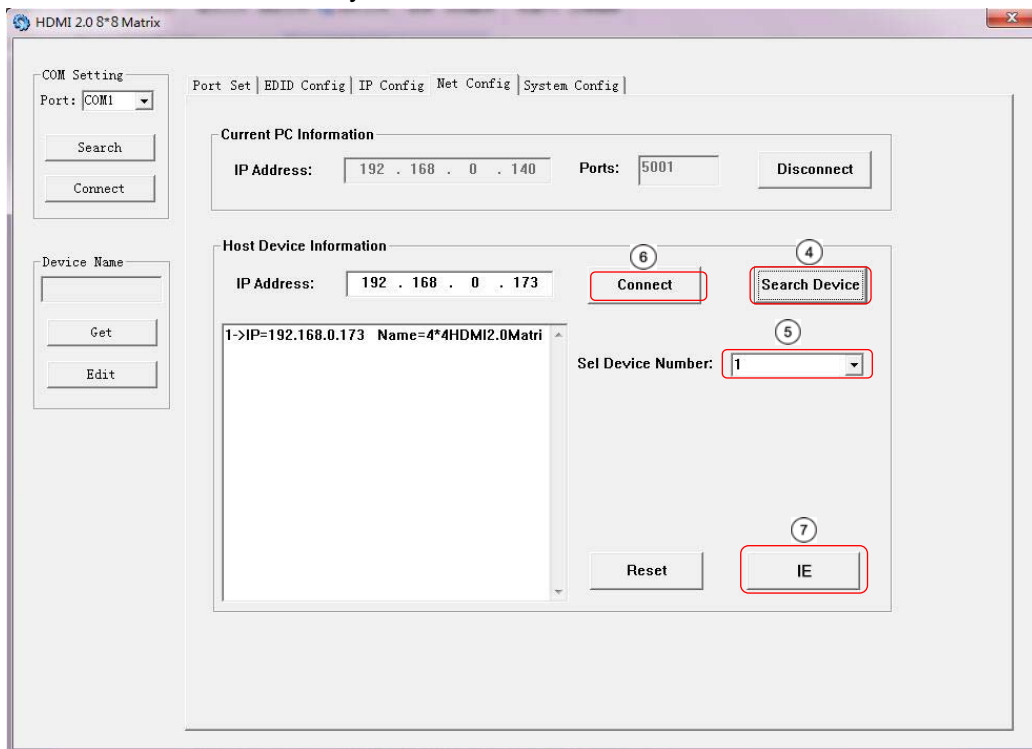 HDMI 2.0 8*8 Matrix
COM Setting
Port: COM1
Search
Connect
Device Name
Get
Edit
Port Set EDID Config IP Config Net Config System Config
Current PC Information
IP Address: 192 . 168 . 0 . 140 Ports: 5001 Disconnect
Host Device Information
6 4
IP Address: 192 . 168 . 0 . 173 Connect Search Device
1->IP=192.168.0.173 Name=4*4HDMI2.0Matri
5
Sel Device Number: 1
7
Reset IE